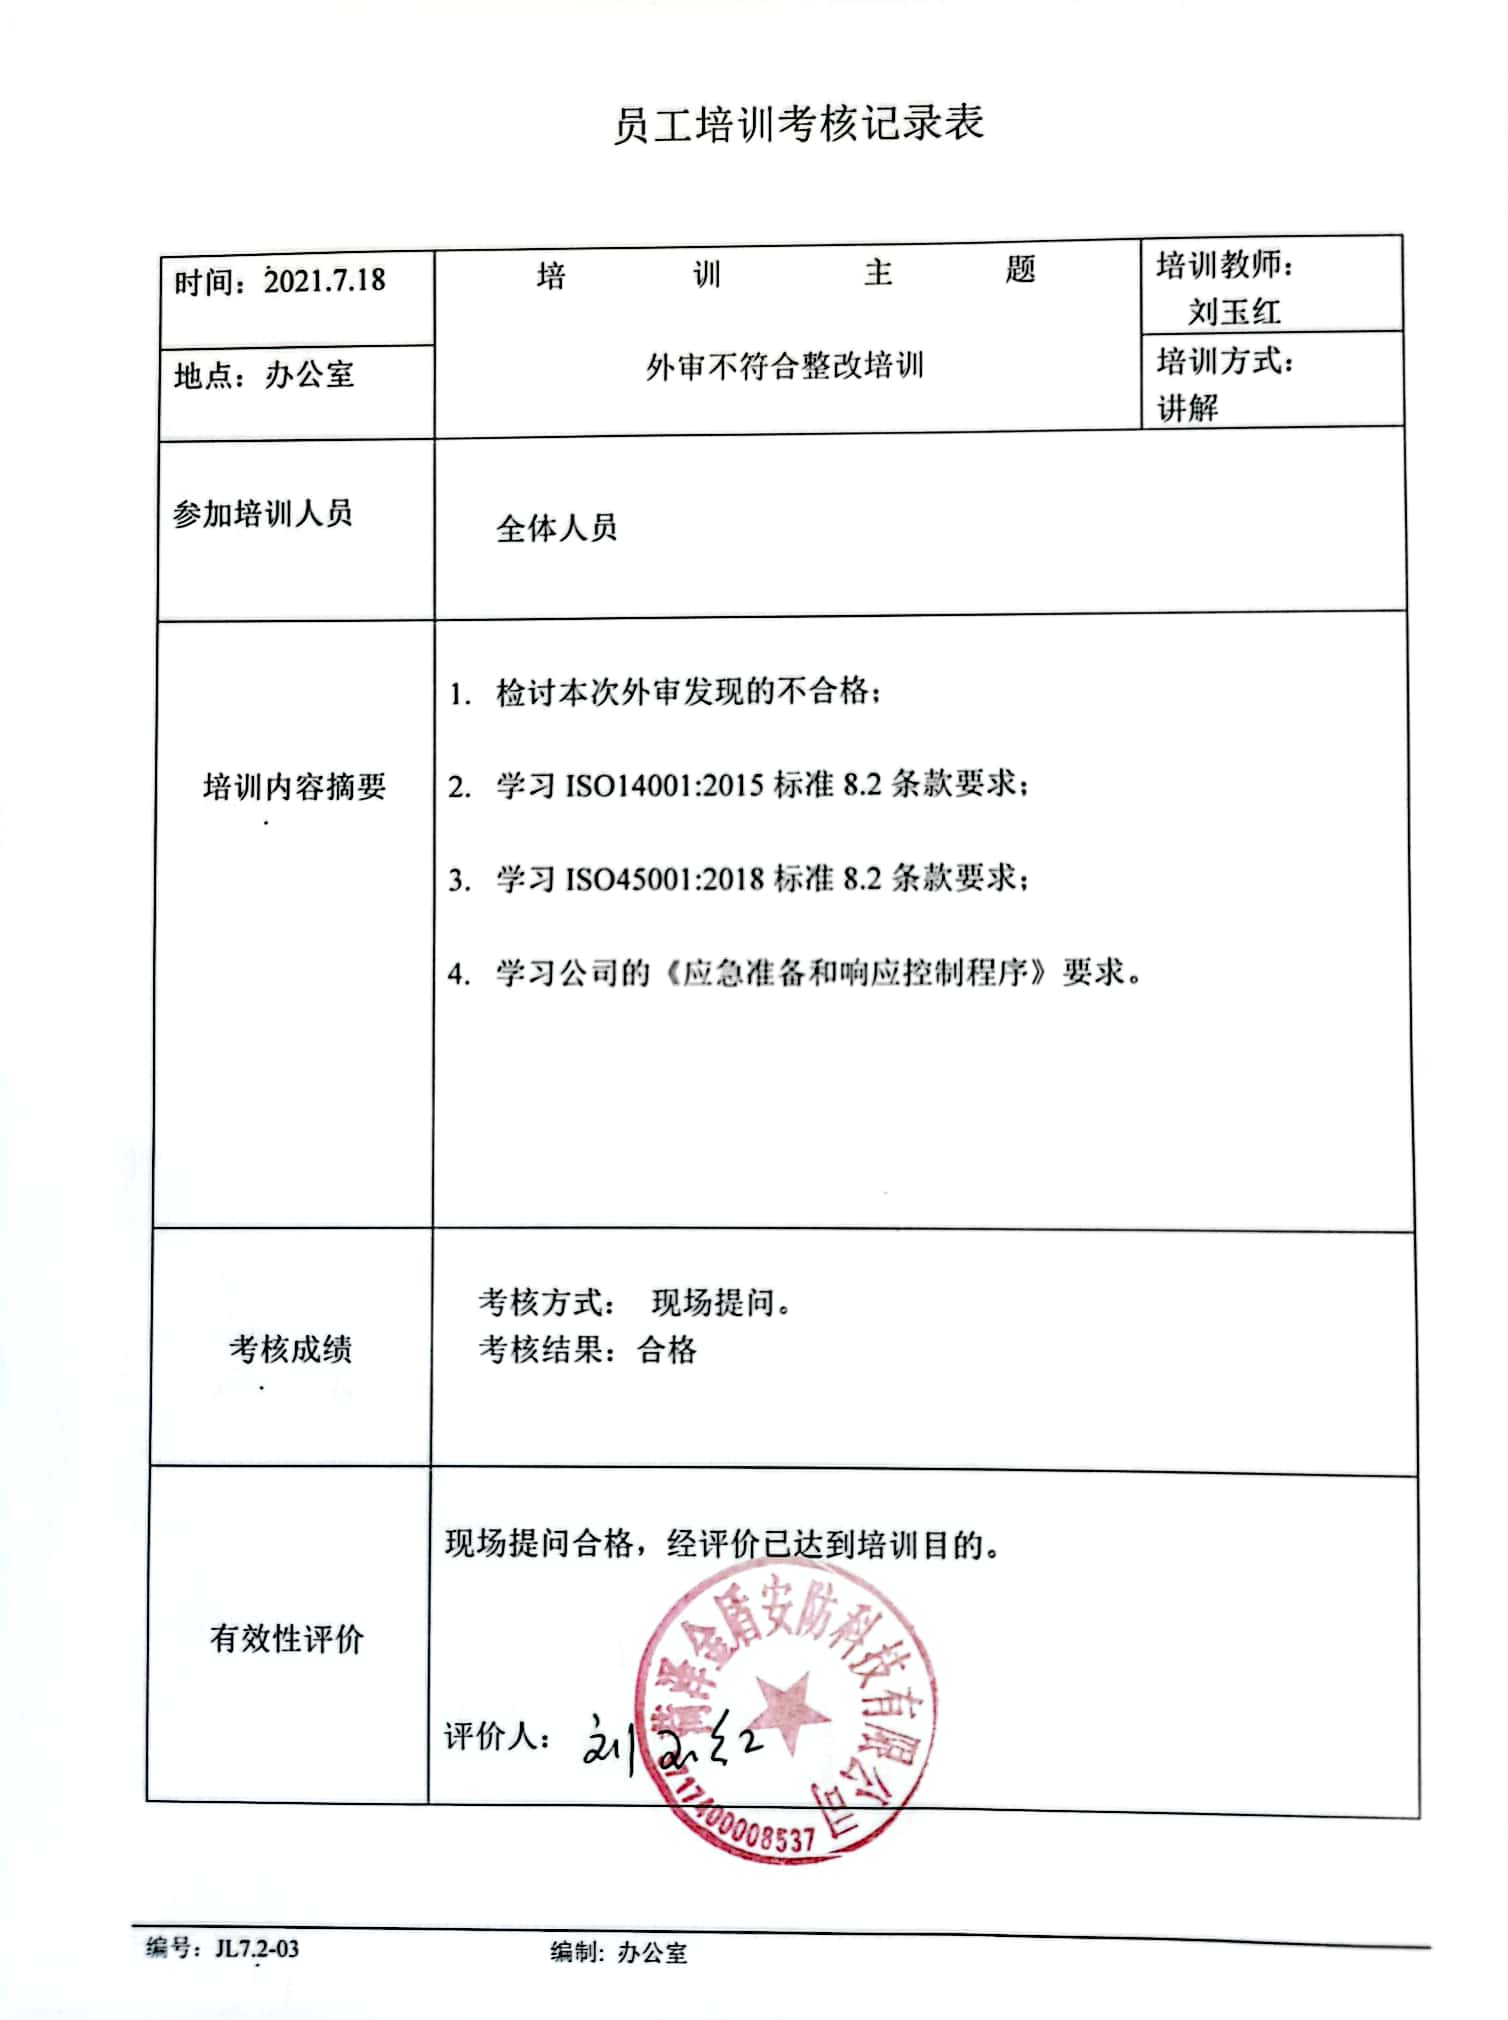 员工培训考核记录表
时间：2021.7.18
培训主题
培训教师：
刘玉红
外审不符合整改培训
地点：办公室
培训方式：
讲解
参加培训人员
全体人员
培训内容摘要
1. 检讨本次外审发现的不合格；
2. 学习 ISO14001:2015 标准 8.2 条款要求；
3. 学习 ISO45001:2018 标准 8.2 条款要求；
4. 学习公司的《应急准备和响应控制程序》要求。
考核成绩
考核方式： 现场提问。
考核结果：合格
有效性评价
现场提问合格，经评价已达到培训目的。
金盾安防科技有限公司
评价人： 刘玉红
00008537
编号：JL7.2-03
编制: 办公室